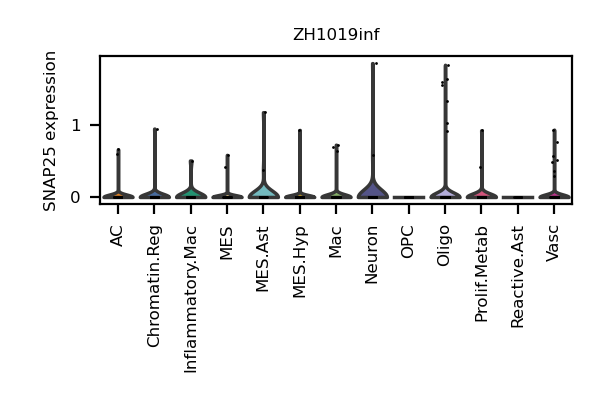 ZH1019inf
SNAP25 expression
1
0
AC
Chromatin.Reg
Inflammatory.Mac
MES
MES.Ast
MES.Hyp
Mac
Neuron
OPC
Oligo
Prolif.Metab
Reactive.Ast
Vasc